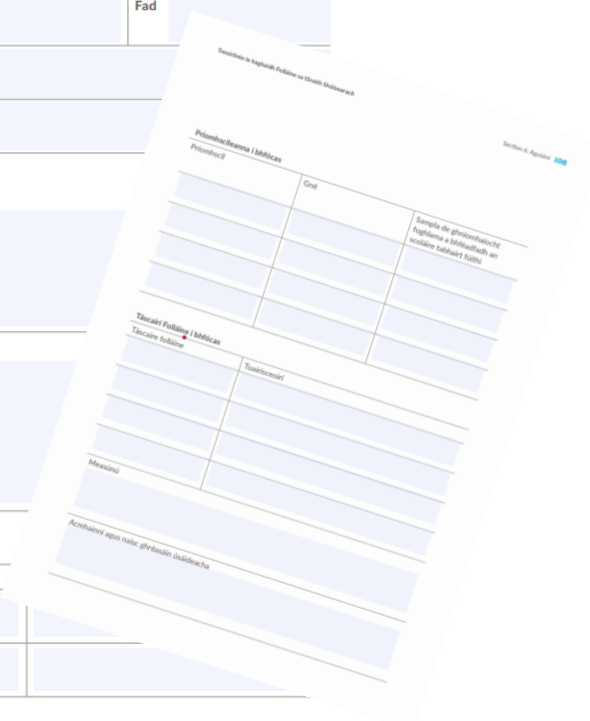 Fad
Treoirlínte le haghaidh Folláine sa tSraith Shóisearach
Section 6: Aguisíní 108
Príomhscileanna i bhfócas
Príomhscil
Gné
Sampla de ghníomhaíocht
foghlama a bhféadfadh an
scoláire tabhairt fúithi
Táscairí Folláine i bhfócas
Táscaire folláine
Tuairisceoirí
Measúnú
Acmhainní agus naisc ghréasáin úsáideacha